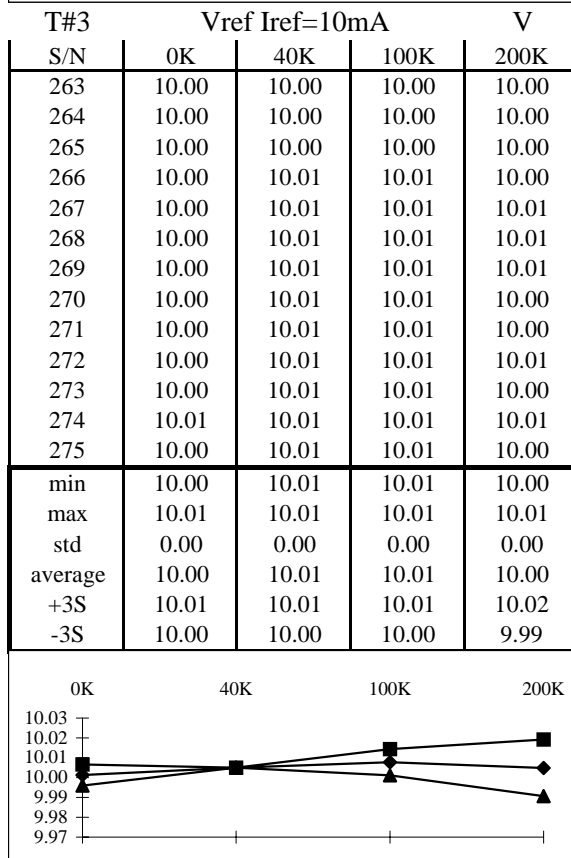 T#3 Vref Iref=10mA V
S/N 0K 40K 100K 200K
263 10.00 10.00 10.00 10.00
264 10.00 10.00 10.00 10.00
265 10.00 10.00 10.00 10.00
266 10.00 10.01 10.01 10.00
267 10.00 10.01 10.01 10.01
268 10.00 10.01 10.01 10.01
269 10.00 10.01 10.01 10.01
270 10.00 10.01 10.01 10.00
271 10.00 10.01 10.01 10.00
272 10.00 10.01 10.01 10.01
273 10.00 10.01 10.01 10.00
274 10.01 10.01 10.01 10.01
275 10.00 10.01 10.01 10.00
min 10.00 10.01 10.01 10.00
max 10.01 10.01 10.01 10.01
std 0.00 0.00 0.00 0.00
average 10.00 10.01 10.01 10.00
+3S 10.01 10.01 10.01 10.02
-3S 10.00 10.00 10.00 9.99
0K 40K 100K 200K
10.03
10.02
10.01
10.00
9.99
9.98
9.97